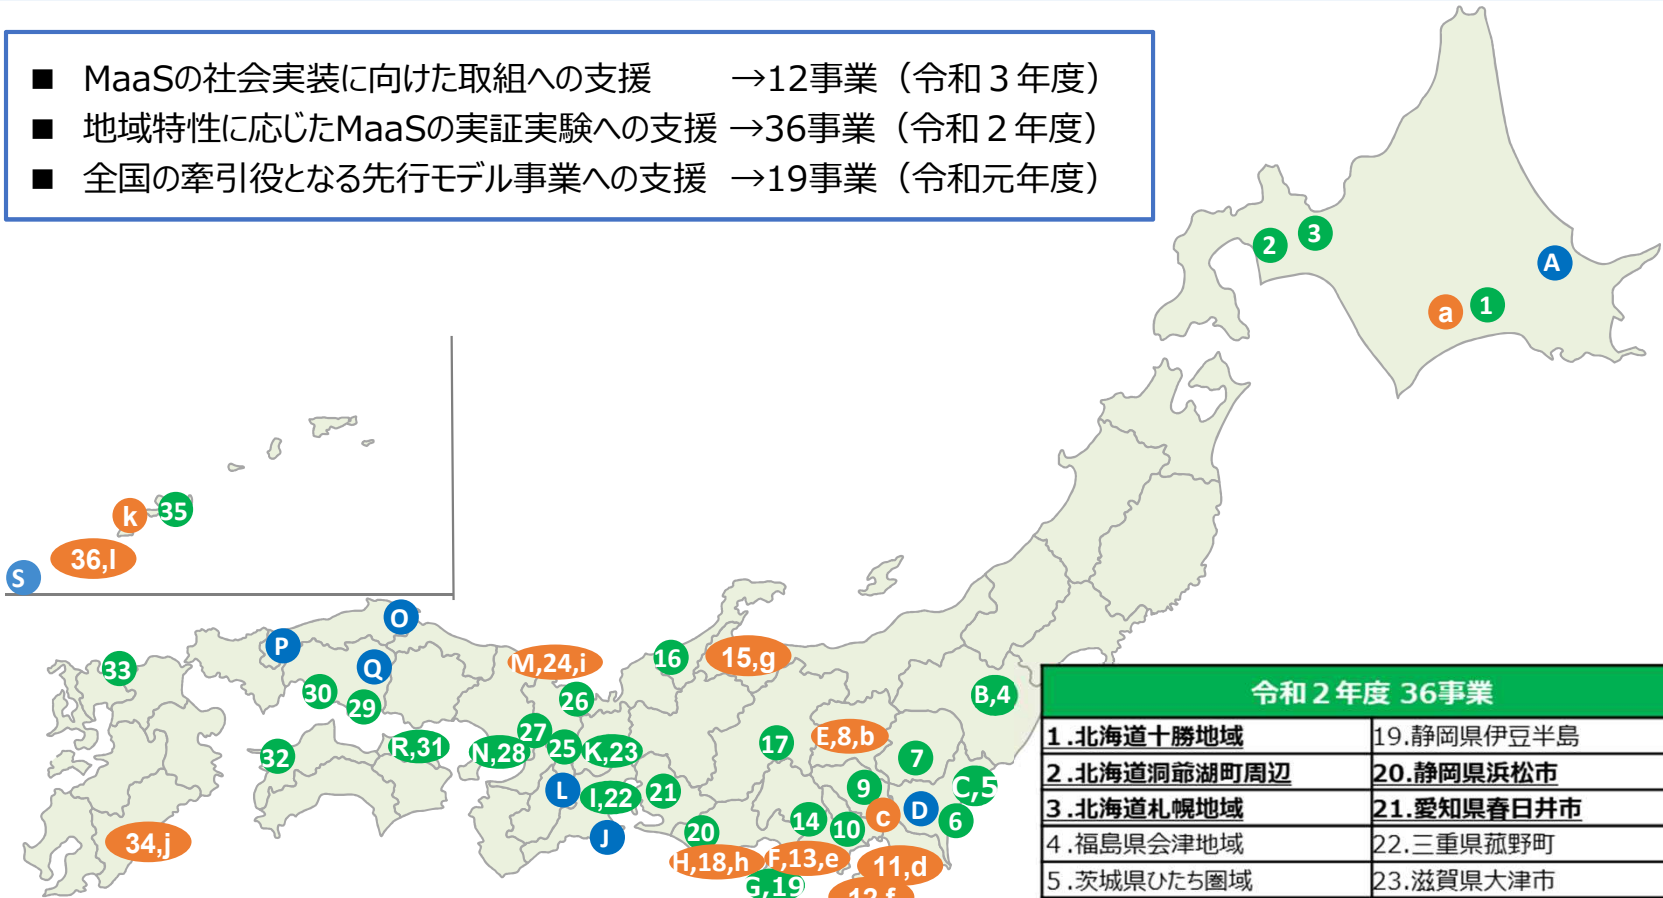 ■ MaaSの社会実装に向けた取組への支援 →12事業（令和３年度）
■ 地域特性に応じたMaaSの実証実験への支援 →36事業（令和２年度）
■ 全国の牽引役となる先行モデル事業への支援 →19事業（令和元年度）
2
3
A
a
1
k
35
36,l
S
O
P
Q
M,24,i
16
15,g
33
30
29
26
B,4
27
R,31
N,28
25
K,23
17
E,8,b
7
32
L
I,22
21
9
C,5
c
D
6
14
10
20
J
34,j
H,18,h
F,13,e
11,d
G,19
12,f
令和２年度 36事業
1.北海道十勝地域 19.静岡県伊豆半島
2.北海道洞爺湖町周辺 20.静岡県浜松市
3.北海道札幌地域 21.愛知県春日井市
4.福島県会津地域 22.三重県菰野町
5.茨城県ひたち圏域 23.滋賀県大津市